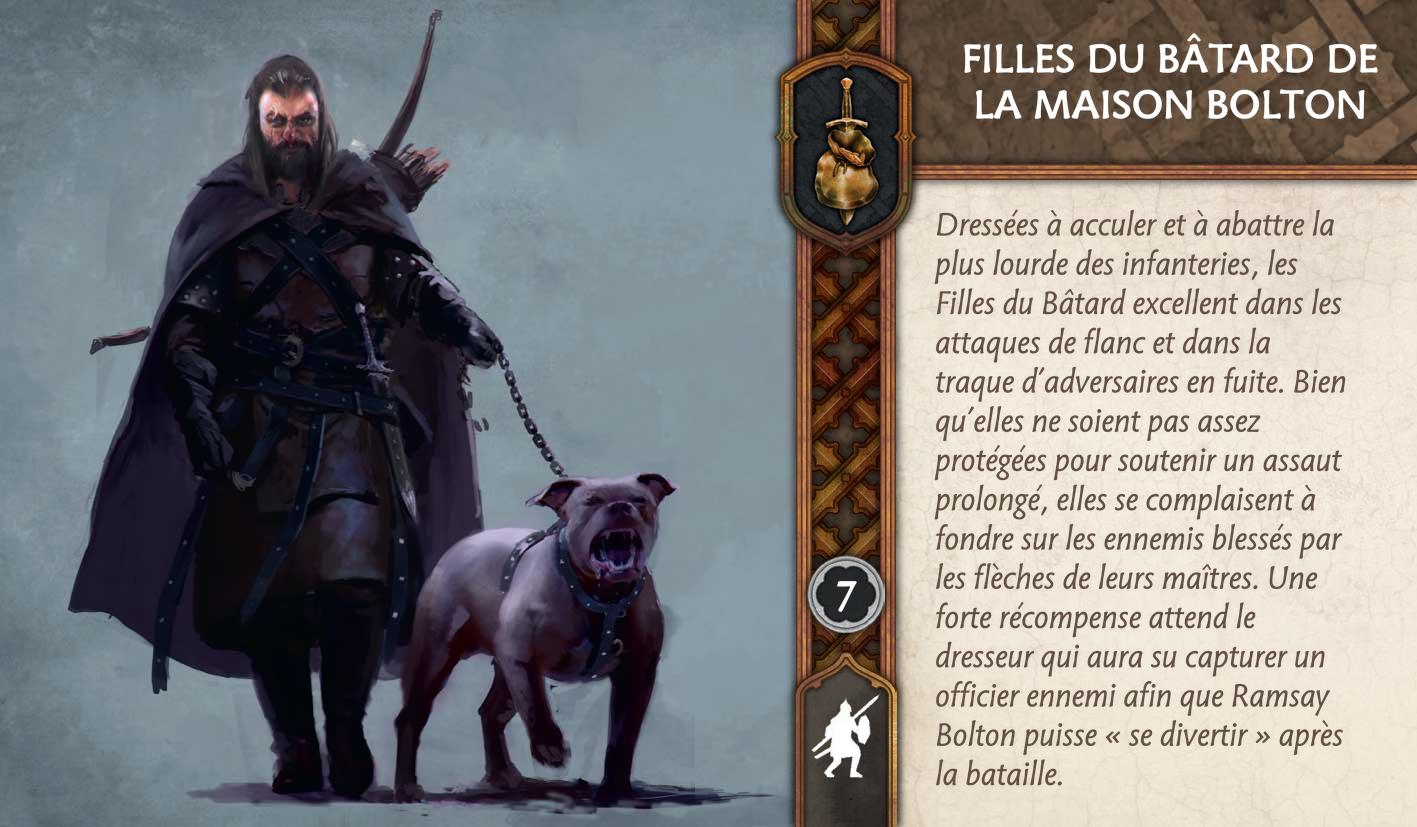 FILLES DU BÂTARD DE
LA MAISON BOLTON
Dressées à acculer et à abattre la
plus lourde des infanteries, les
Filles du Bâtard excellent dans les
attaques de flanc et dans la
traque d’adversaires en fuite. Bien
qu’elles ne soient pas assez
protégées pour soutenir un assaut
prolongé, elles se complaisent à
fondre sur les ennemis blessés par
les flèches de leurs maîtres. Une
forte récompense attend le
dresseur qui aura su capturer un
officier ennemi afin que Ramsay
Bolton puisse « se divertir » après
la bataille.
7